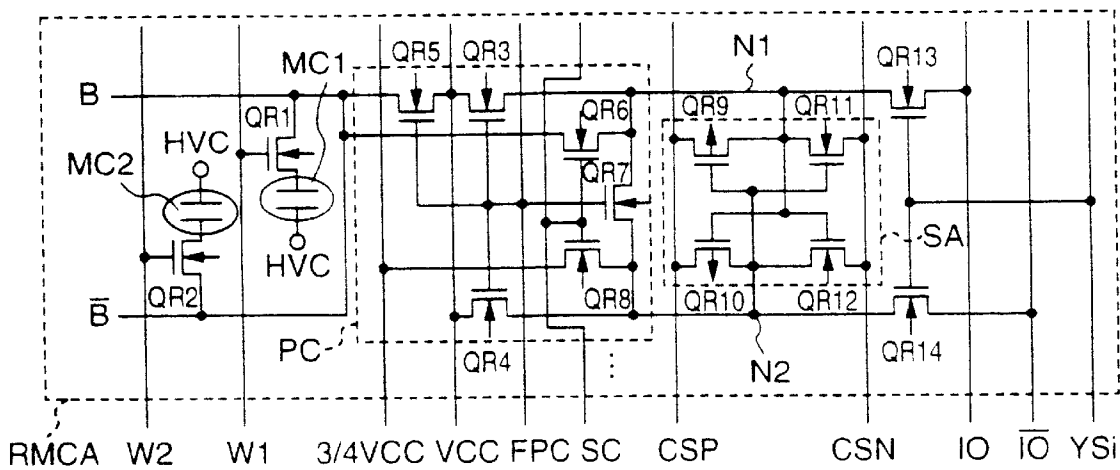 QR5 QR3 N1 QR13
MC1
B
QR1 QR6 QR9 QR11
HVC
MC2 QR7
SA
HVC
QR2 QR8 QR10 QR12
B̅
PC QR4 N2 QR14
RMCA W2 W1 3/4VCC VCC FPC SC CSP CSN IO I̅O̅ YSi